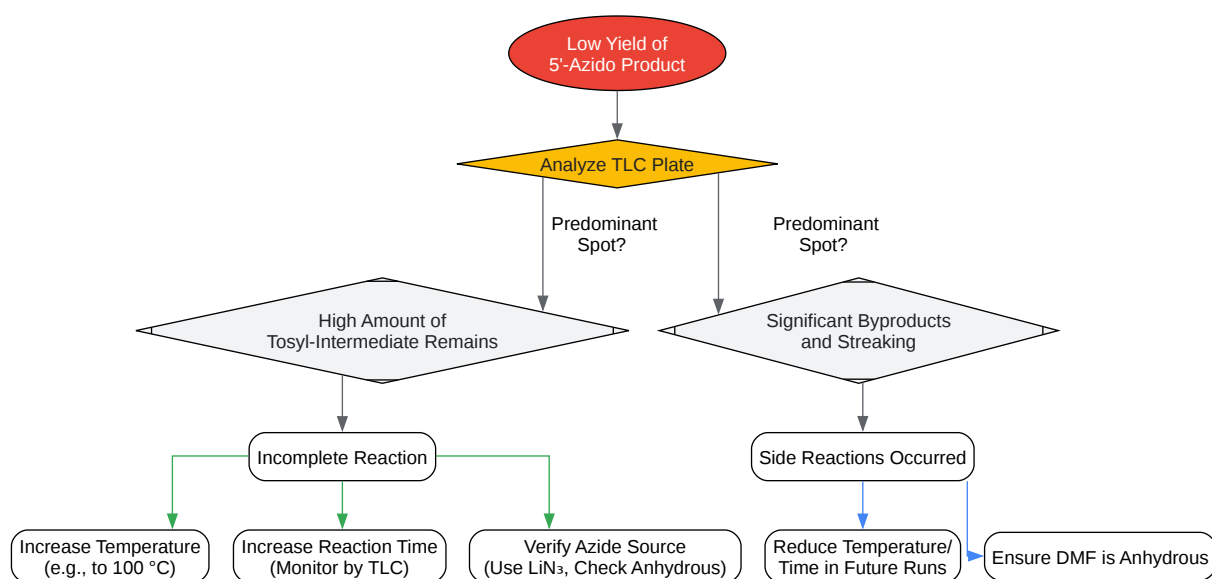 Low Yield of
5'-Azido Product
Analyze TLC Plate
Predominant
Spot?
Predominant
Spot?
High Amount of
Tosyl-Intermediate Remains
Significant Byproducts
and Streaking
Incomplete Reaction
Side Reactions Occurred
Increase Temperature
(e.g., to 100 °C)
Increase Reaction Time
(Monitor by TLC)
Verify Azide Source
(Use LiN₃, Check Anhydrous)
Reduce Temperature/
Time in Future Runs
Ensure DMF is Anhydrous